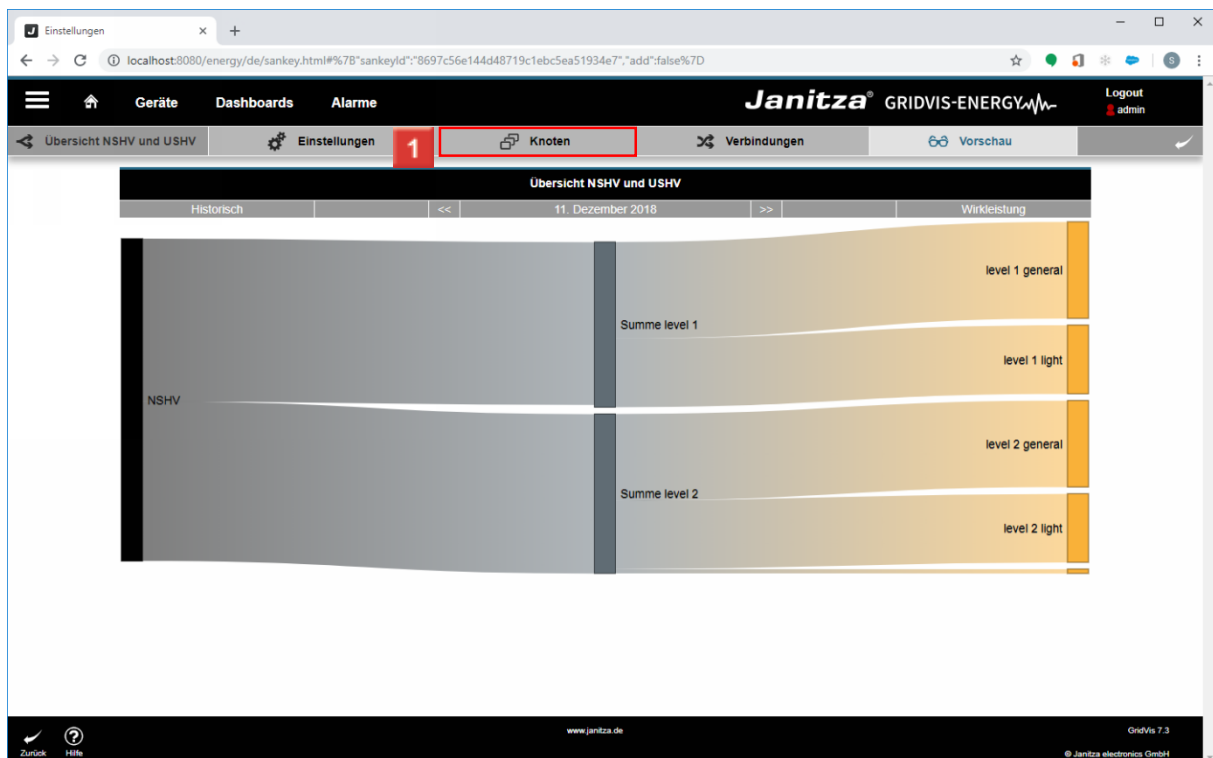 Einstellungen
localhost:8080/energy/de/sankey.html#%7B"sankeyId":"8697c56e144d48719c1ebc5ea51934e7","add":false%7D
S
Geräte Dashboards Alarme Janitza® GRIDVIS-ENERGY Logout
admin
Übersicht NSHV und USHV Einstellungen 1 Knoten Verbindungen Vorschau
Übersicht NSHV und USHV
Historisch << 11. Dezember 2018 >> Wirkleistung
level 1 general
Summe level 1
level 1 light
NSHV
level 2 general
Summe level 2
level 2 light
www.janitza.de GridVis 7.3
Zurück Hilfe © Janitza electronics GmbH